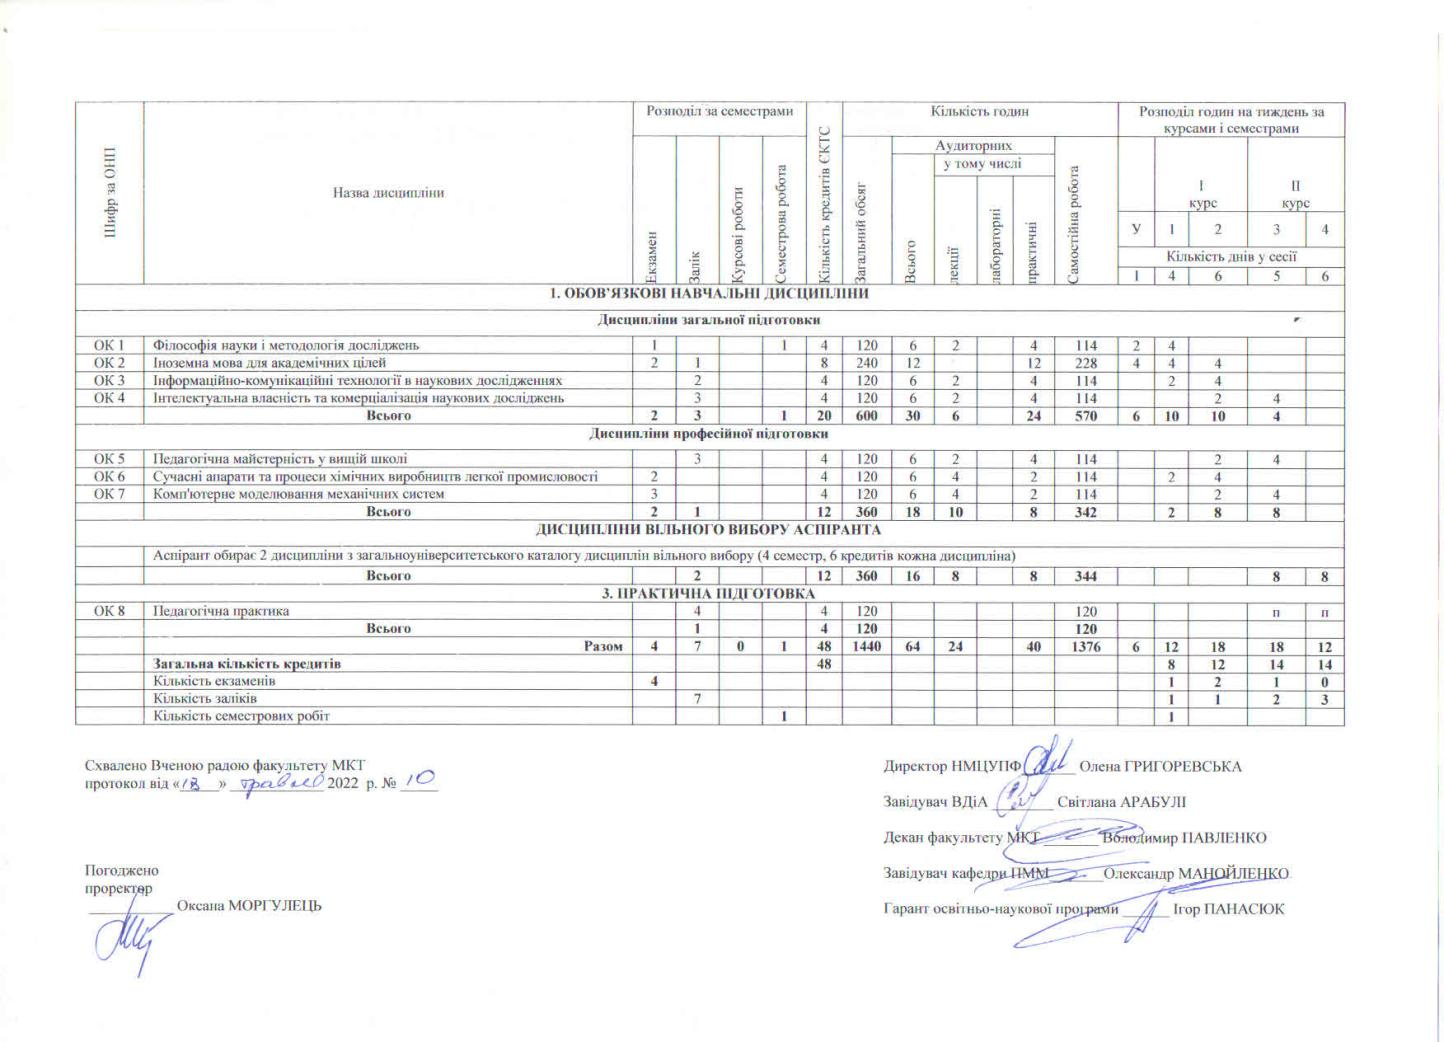 Шифр за ОНП
Назва дисципліни
Розподіл за семестрами
Екзамен
Залік
Курсові роботи
Семестрова робота
Кількість кредитів ЄКТС
Кількість годин
Загальний обсяг
Аудиторних
Всього
у тому числі
лекції
лабораторні
практичні
Самостійна робота
Розподіл годин на тиждень за
курсами і семестрами
І
курс
ІІ
курс
У 1 2 3 4
Кількість днів у сесії
1 4 6 5 6
1. ОБОВ'ЯЗКОВІ НАВЧАЛЬНІ ДИСЦИПЛІНИ
Дисципліни загальної підготовки
ОК 1 Філософія науки і методологія досліджень 1 1 4 120 6 2 4 114 2 4
ОК 2 Іноземна мова для академічних цілей 2 1 8 240 12 12 228 4 4 4
ОК 3 Інформаційно-комунікаційні технології в наукових дослідженнях 2 4 120 6 2 4 114 2 4
ОК 4 Інтелектуальна власність та комерціалізація наукових досліджень 3 4 120 6 2 4 114 2 4
Всього 2 3 1 20 600 30 6 24 570 6 10 10 4
Дисципліни професійної підготовки
ОК 5 Педагогічна майстерність у вищій школі 3 4 120 6 2 4 114 2 4
ОК 6 Сучасні апарати та процеси хімічних виробництв легкої промисловості 2 4 120 6 4 2 114 2 4
ОК 7 Комп'ютерне моделювання механічних систем 3 4 120 6 4 2 114 2 4
Всього 2 1 12 360 18 10 8 342 2 8 8
ДИСЦИПЛІНИ ВІЛЬНОГО ВИБОРУ АСПІРАНТА
Аспірант обирає 2 дисципліни з загальноуніверситетського каталогу дисциплін вільного вибору (4 семестр, 6 кредитів кожна дисципліна)
Всього 2 12 360 16 8 8 344 8 8
3. ПРАКТИЧНА ПІДГОТОВКА
ОК 8 Педагогічна практика 4 4 120 120 п п
Всього 1 4 120 120
Разом 4 7 0 1 48 1440 64 24 40 1376 6 12 18 18 12
Загальна кількість кредитів 48 8 12 14 14
Кількість екзаменів 4 1 2 1 0
Кількість заліків 7 1 1 2 3
Кількість семестрових робіт 1 1
Схвалено Вченою радою факультету МКТ
протокол від «18» травня 2022 р. № 10
Погоджено
проректор
Оксана МОРГУЛЕЦЬ
Директор НМЦУПФ Олена ГРИГОРЕВСЬКА
Завідувач ВДіА Світлана АРАБУЛІ
Декан факультету МКТ Володимир ПАВЛЕНКО
Завідувач кафедри ПММ Олександр МАНОЙЛЕНКО
Гарант освітньо-наукової програми Ігор ПАНАСЮК